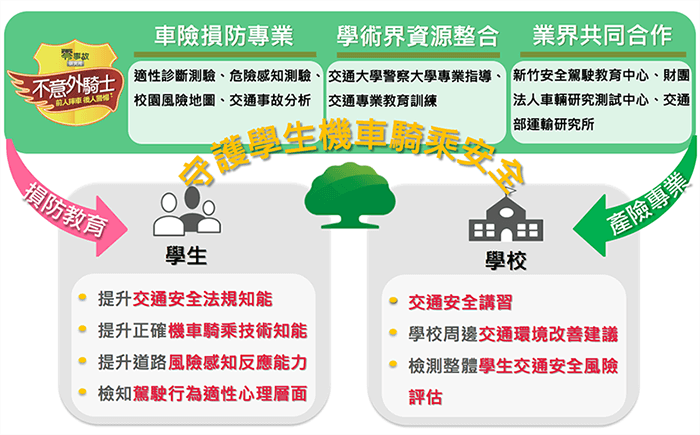 零事故
不意外騎士
前人摔車 後人警惕!
車險損防專業
適性診斷測驗、危險感知測驗、
校園風險地圖、交通事故分析
學術界資源整合
交通大學警察大學專業指導、
交通專業教育訓練
業界共同合作
新竹安全駕駛教育中心、財團
法人車輛研究測試中心、交通
部運輸研究所
守護學生機車騎乘安全
損防教育
產險專業
學生
• 提升交通安全法規知能
• 提升正確機車騎乘技術知能
• 提升道路風險感知反應能力
• 檢知駕駛行為適性心理層面
學校
• 交通安全講習
• 學校周邊交通環境改善建議
• 檢測整體學生交通安全風險
評估